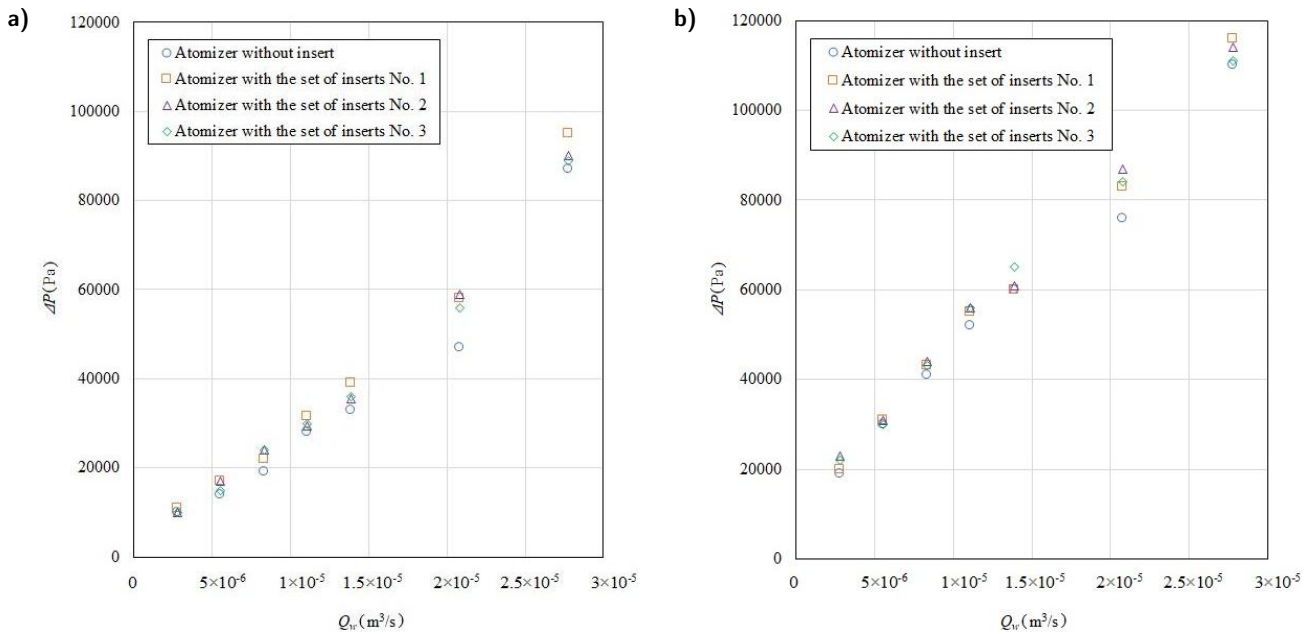 a)
120000
100000
80000
60000
40000
20000
0
Atomizer without insert
Atomizer with the set of inserts No. 1
Atomizer with the set of inserts No. 2
Atomizer with the set of inserts No. 3
ΔP(Pa)
0 5×10⁻⁶ 1×10⁻⁵ 1.5×10⁻⁵ 2×10⁻⁵ 2.5×10⁻⁵ 3×10⁻⁵
Q_w(m³/s)
b)
120000
100000
80000
60000
40000
20000
0
Atomizer without insert
Atomizer with the set of inserts No. 1
Atomizer with the set of inserts No. 2
Atomizer with the set of inserts No. 3
ΔP(Pa)
0 5×10⁻⁶ 1×10⁻⁵ 1.5×10⁻⁵ 2×10⁻⁵ 2.5×10⁻⁵ 3×10⁻⁵
Q_w(m³/s)